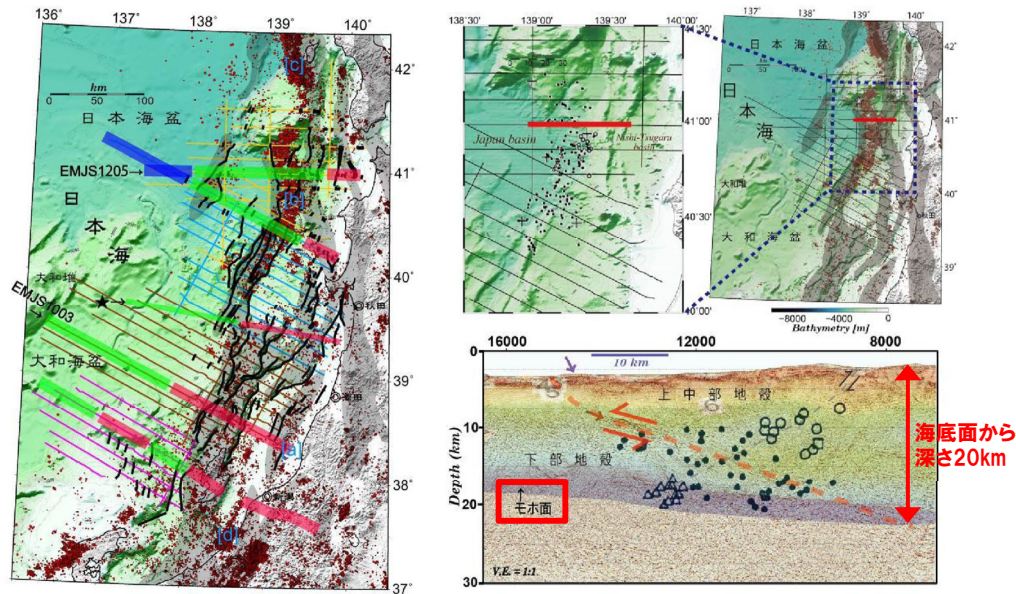 136°
137°
138°
139°
140°
42°
41°
40°
39°
38°
37°
km
0 50 100
日本海盆
EMJS1205→
日
本
海
大和堆
EMJS1003
大和海盆
秋田
[c]
[b]
[a]
[d]
138°30'
139°00'
139°30'
140°00'
41°30'
41°00'
40°30'
40°00'
Japan basin
Nishi-Tsugaru
basin
137°
138°
139°
140°
42°
41°
40°
39°
日本海盆
km
日
本
海
大和堆
大和海盆
秋田
−8000 −4000 0
Bathymetry [m]
16000 12000 8000
10 km
0
10
20
30
Depth(km)
上中部地殻
下部地殻
↑
モホ面
V.E. = 1:1
海底面から
深さ20km